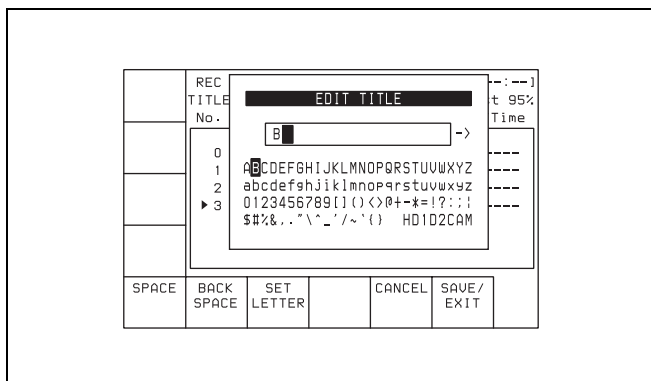 REC
--:--]
TITLE
t 95%
No.
Time
EDIT TITLE
B
->
0
----
ABCDEFGHIJKLMNOPQRSTUVWXYZ
1
----
abcdefghijklmnopqrstuvwxyz
2
----
0123456789[]()<>@+-*=!?:;¦
3
----
$#%&,."\^_'/~`{} HD1D2CAM
SPACE
BACK SPACE
SET LETTER
CANCEL
SAVE/ EXIT